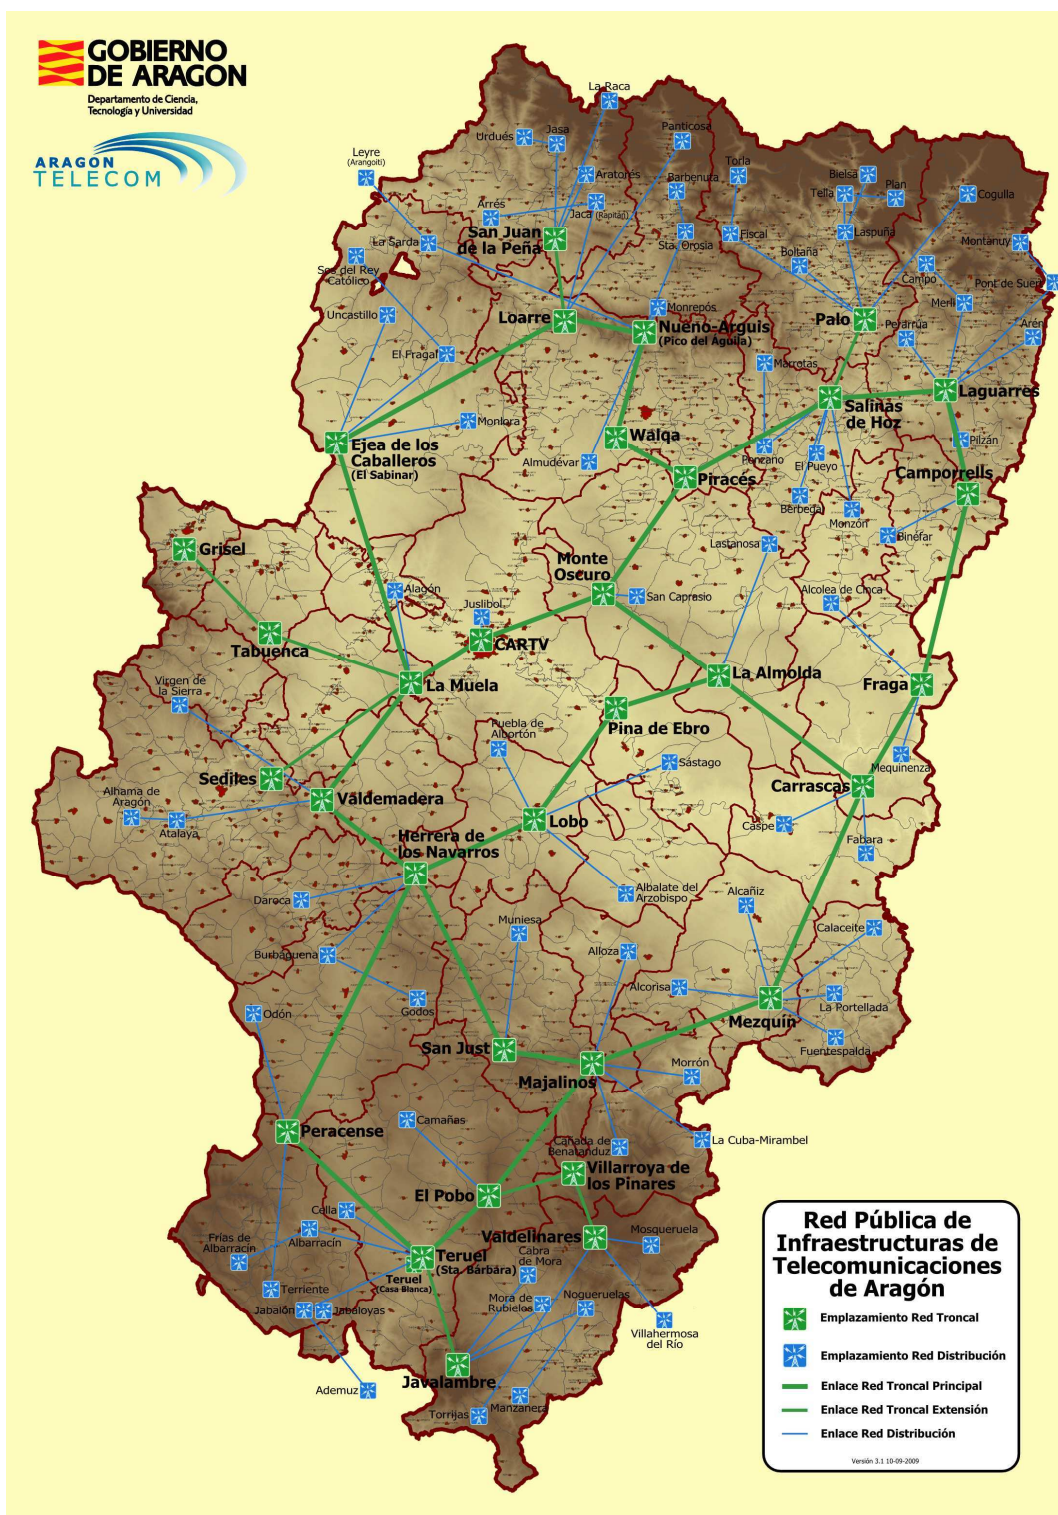 GOBIERNO
DE ARAGON
Departamento de Ciencia,
Tecnología y Universidad
ARAGON
TELECOM
La Raca
Urdués
Jasa
Panticosa
Leyre
(Arangoiti)
Torla
Aratorés
Barbenuta
Bielsa
Tella
Plan
Cogulla
Arrés
Jaca (Rapitán)
San Juan
de la Peña
La Sarda
Sta. Orosia
Fiscal
Laspuña
Montanuy
Boltaña
Sos del Rey
Católico
Campo
Pont de Suert
Uncastillo
Monrepós
Merli
Loarre
Nueno-Arguis
(Pico del Aguila)
Palo
Perarrúa
Arén
El Fragal
Marrotas
Laguarres
Salinas
de Hoz
Monlora
Walqa
Pilzán
Ejea de los
Caballeros
(El Sabinar)
Almudévar
Ponzano
El Pueyo
Camporrells
Piracés
Berbegal
Monzón
Binéfar
Grisel
Lastanosa
Monte
Oscuro
Alagón
San Caprasio
Alcolea de Cinca
Juslibol
CARTV
Tabuenca
La Muela
La Almolda
Fraga
Virgen de
la Sierra
Pina de Ebro
Puebla de
Albortón
Sástago
Mequinenza
Sediles
Carrascas
Alhama de
Aragón
Atalaya
Valdemadera
Lobo
Caspe
Herrera de
los Navarros
Fabara
Daroca
Albalate del
Arzobispo
Alcañiz
Muniesa
Calaceite
Burbáguena
Alloza
Alcorisa
Godos
La Portellada
Odón
Mezquín
San Just
Fuentespalda
Majalinos
Morrón
Camañas
Peracense
La Cuba-Mirambel
Cañada de
Benatanduz
Villarroya de
los Pinares
El Pobo
Cella
Valdelinares
Mosqueruela
Frías de
Albarracín
Albarracín
Teruel
(Sta. Bárbara)
Cabra
de Mora
Teruel
(Casa Blanca)
Terriente
Mora de
Rubielos
Nogueruelas
Jabalón
Jabaloyas
Villahermosa
del Río
Javalambre
Ademuz
Manzanera
Torrijas
Red Pública de
Infraestructuras de
Telecomunicaciones
de Aragón
Emplazamiento Red Troncal
Emplazamiento Red Distribución
Enlace Red Troncal Principal
Enlace Red Troncal Extensión
Enlace Red Distribución
Versión 3.1 10-09-2009